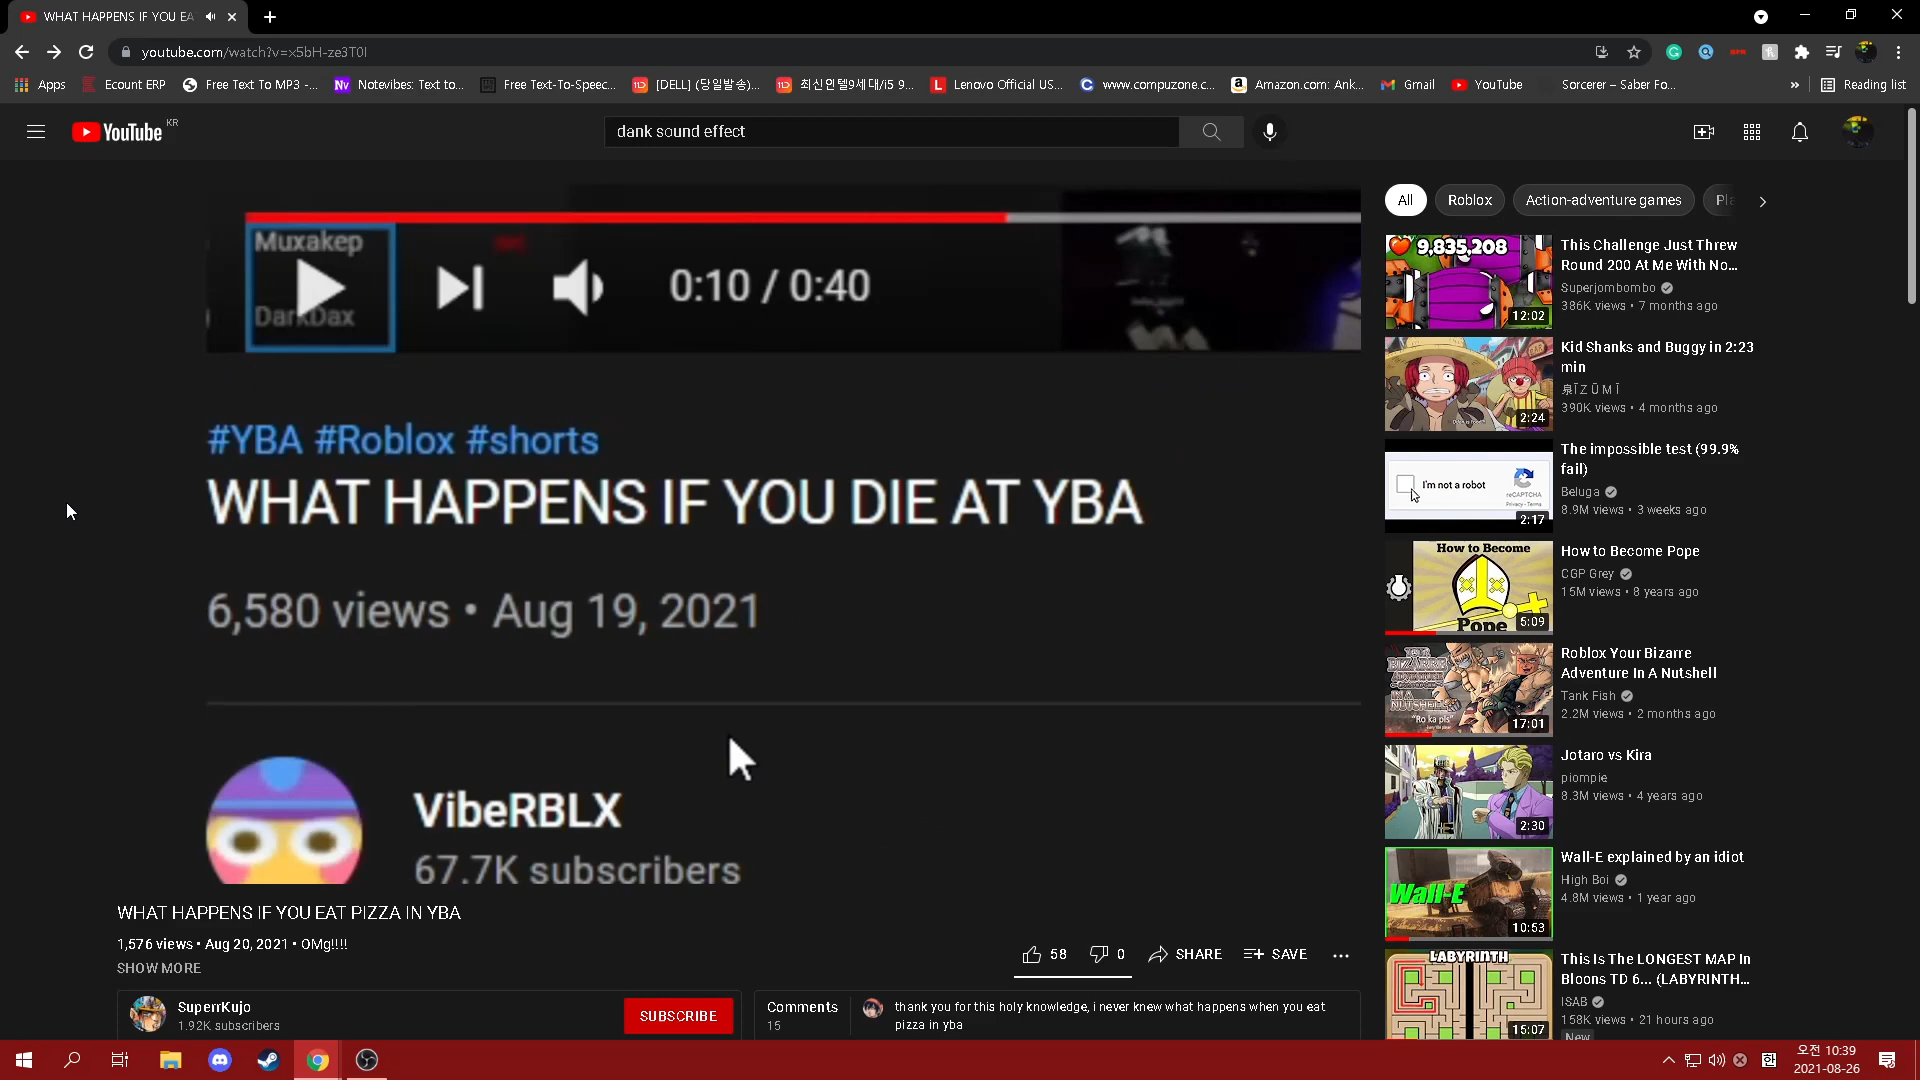 WHAT HAPPENS IF YOU EA
youtube.com/watch?v=x5bH-ze3T0I
Apps
Ecount ERP
Free Text To MP3 -...
Notevibes: Text to...
Free Text-To-Speec...
[DELL] (당일발송)...
최신인텔9세대/i5 9...
Lenovo Official US...
www.compuzone.c...
Amazon.com: Ank...
Gmail
YouTube
Sorcerer – Saber Fo...
»
Reading list
YouTube KR
dank sound effect
Muxakep
DarkDax
0:10 / 0:40
#YBA #Roblox #shorts
WHAT HAPPENS IF YOU DIE AT YBA
6,580 views • Aug 19, 2021
VibeRBLX
67.7K subscribers
WHAT HAPPENS IF YOU EAT PIZZA IN YBA
1,576 views • Aug 20, 2021 • OMg!!!!
SHOW MORE
58
0
SHARE
SAVE
SuperrKujo
1.92K subscribers
SUBSCRIBE
Comments
15
thank you for this holy knowledge, i never knew what happens when you eat
pizza in yba
All
Roblox
Action-adventure games
Pl
9,835,208
12:02
This Challenge Just Threw
Round 200 At Me With No...
Superjombombo
386K views • 7 months ago
2:24
Kid Shanks and Buggy in 2:23
min
泉ĪZŪMĪ
390K views • 4 months ago
I'm not a robot
reCAPTCHA
Privacy - Terms
2:17
The impossible test (99.9%
fail)
Beluga
8.9M views • 3 weeks ago
How to Become
Pope
5:09
How to Become Pope
CGP Grey
15M views • 8 years ago
BIZARRE
ADVENTURE
IN A
NUTSHELL
"Ro ka pls"
17:01
Roblox Your Bizarre
Adventure In A Nutshell
Tank Fish
2.2M views • 2 months ago
2:30
Jotaro vs Kira
piompie
8.3M views • 4 years ago
Wall-E
10:53
Wall-E explained by an idiot
High Boi
4.8M views • 1 year ago
LABYRINTH
15:07
This Is The LONGEST MAP In
Bloons TD 6... (LABYRINTH...
ISAB
158K views • 21 hours ago
New
한
오전 10:39
2021-08-26